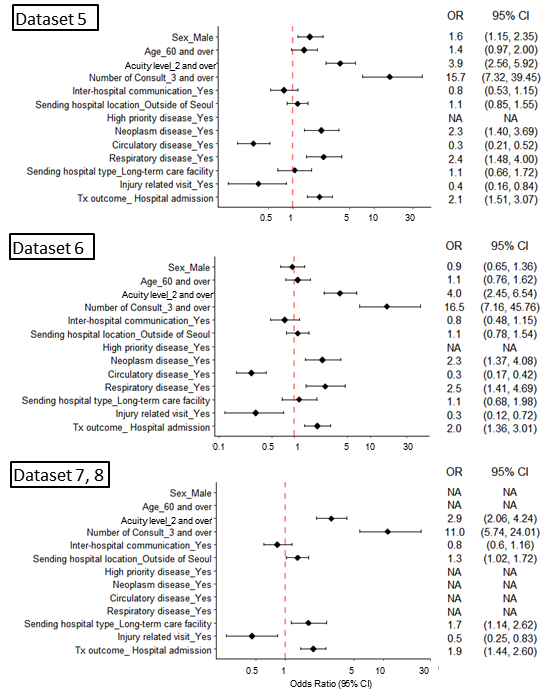 Dataset 5
OR 95% CI
Sex_Male 1.6 (1.15, 2.35)
Age_60 and over 1.4 (0.97, 2.00)
Acuity level_2 and over 3.9 (2.56, 5.92)
Number of Consult_3 and over 15.7 (7.32, 39.45)
Inter-hospital communication_Yes 0.8 (0.53, 1.15)
Sending hospital location_Outside of Seoul 1.1 (0.85, 1.55)
High priority disease_Yes NA NA
Neoplasm disease_Yes 2.3 (1.40, 3.69)
Circulatory disease_Yes 0.3 (0.21, 0.52)
Respiratory disease_Yes 2.4 (1.48, 4.00)
Sending hospital type_Long-term care facility 1.1 (0.66, 1.72)
Injury related visit_Yes 0.4 (0.16, 0.84)
Tx outcome_ Hospital admission 2.1 (1.51, 3.07)
0.5 1 5 10 30
Dataset 6
OR 95% CI
Sex_Male 0.9 (0.65, 1.36)
Age_60 and over 1.1 (0.76, 1.62)
Acuity level_2 and over 4.0 (2.45, 6.54)
Number of Consult_3 and over 16.5 (7.16, 45.76)
Inter-hospital communication_Yes 0.8 (0.48, 1.15)
Sending hospital location_Outside of Seoul 1.1 (0.78, 1.54)
High priority disease_Yes NA NA
Neoplasm disease_Yes 2.3 (1.37, 4.08)
Circulatory disease_Yes 0.3 (0.17, 0.42)
Respiratory disease_Yes 2.5 (1.41, 4.69)
Sending hospital type_Long-term care facility 1.1 (0.68, 1.98)
Injury related visit_Yes 0.3 (0.12, 0.72)
Tx outcome_ Hospital admission 2.0 (1.36, 3.01)
0.1 0.5 1 5 10 30
Dataset 7, 8
OR 95% CI
Sex_Male NA NA
Age_60 and over NA NA
Acuity level_2 and over 2.9 (2.06, 4.24)
Number of Consult_3 and over 11.0 (5.74, 24.01)
Inter-hospital communication_Yes 0.8 (0.6, 1.16)
Sending hospital location_Outside of Seoul 1.3 (1.02, 1.72)
High priority disease_Yes NA NA
Neoplasm disease_Yes NA NA
Circulatory disease_Yes NA NA
Respiratory disease_Yes NA NA
Sending hospital type_Long-term care facility 1.7 (1.14, 2.62)
Injury related visit_Yes 0.5 (0.25, 0.83)
Tx outcome_ Hospital admission 1.9 (1.44, 2.60)
0.5 1 5 10 30
Odds Ratio (95% CI)